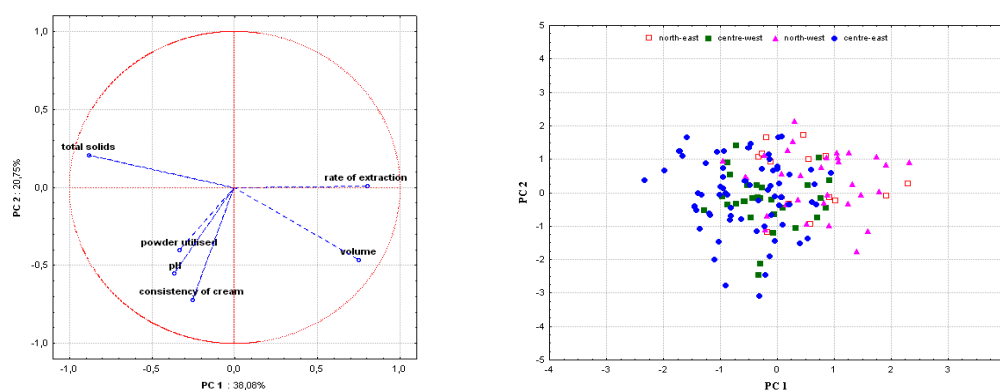 1,0
0,5
0,0
-0,5
-1,0
PC 2 : 20,75%
total solids
rate of extraction
powder utilised
volume
pH
consistency of cream
-1,0
-0,5
0,0
0,5
1,0
PC 1 : 38,08%
5
4
3
2
1
0
-1
-2
-3
-4
-5
PC 2
north-east
centre-west
north-west
centre-east
-4
-3
-2
-1
0
1
2
3
4
PC 1